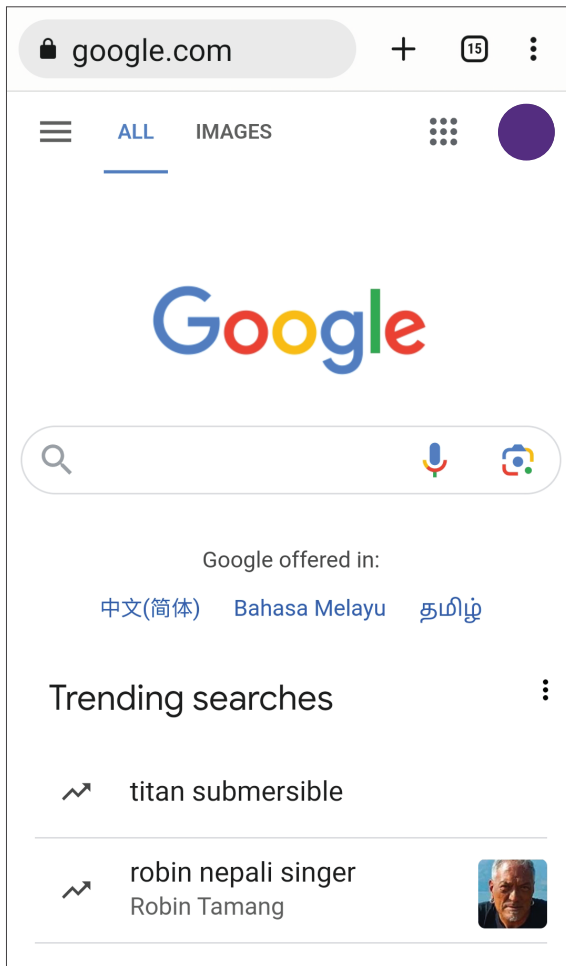 google.com
15
ALL IMAGES
Google
Google offered in:
中文(简体) Bahasa Melayu தமிழ்
Trending searches
titan submersible
robin nepali singer
Robin Tamang